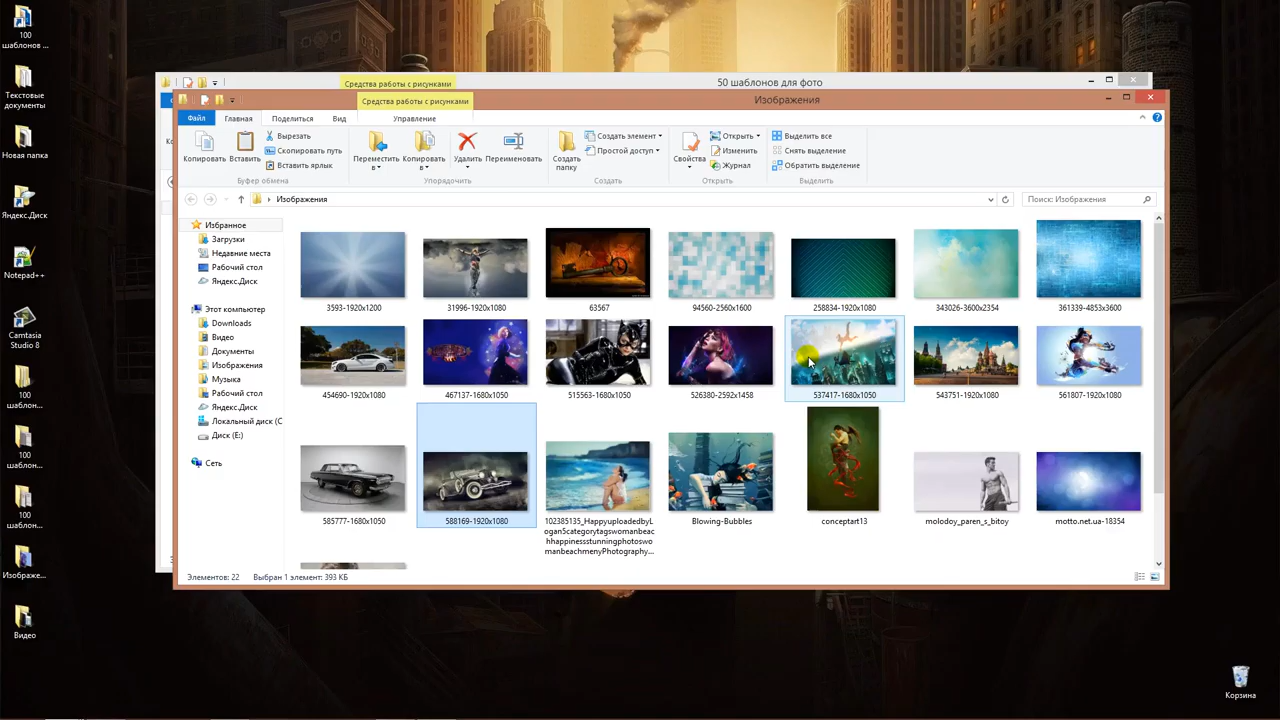 100
шаблонов ...
Текстовые
документы
Новая папка
Яндекс.Диск
Notepad++
Camtasia
Studio 8
100
шаблон...
100
шаблон...
100
шаблон...
Изображе...
Видео
Корзина
Средства работы с рисунками
50 шаблонов для фото
Средства работы с рисунками
Изображения
Файл
Главная
Поделиться
Вид
Управление
Копировать
Вставить
Вырезать
Скопировать путь
Вставить ярлык
Буфер обмена
Переместить
в
Копировать
в
Удалить
Переименовать
Упорядочить
Создать
папку
Создать элемент
Простой доступ
Создать
Свойства
Открыть
Изменить
Журнал
Открыть
Выделить все
Снять выделение
Обратить выделение
Выделить
Изображения
Поиск: Изображения
Избранное
Загрузки
Недавние места
Рабочий стол
Яндекс.Диск
Этот компьютер
Downloads
Видео
Документы
Изображения
Музыка
Рабочий стол
Яндекс.Диск
Локальный диск (C
Диск (E:)
Сеть
3593-1920x1200
31996-1920x1080
63567
94560-2560x1600
258834-1920x1080
343026-3600x2354
361339-4853x3600
454690-1920x1080
467137-1680x1050
515563-1680x1050
526380-2592x1458
537417-1680x1050
543751-1920x1080
561807-1920x1080
585777-1680x1050
588169-1920x1080
102385135_HappyuploadedbyL
ogan5categorytagswomanbeac
hhappinessstunningphotoswo
manbeachmenyPhotography...
Blowing-Bubbles
conceptart13
molodoy_paren_s_bitoy
motto.net.ua-18354
Элементов: 22
Выбран 1 элемент: 393 КБ